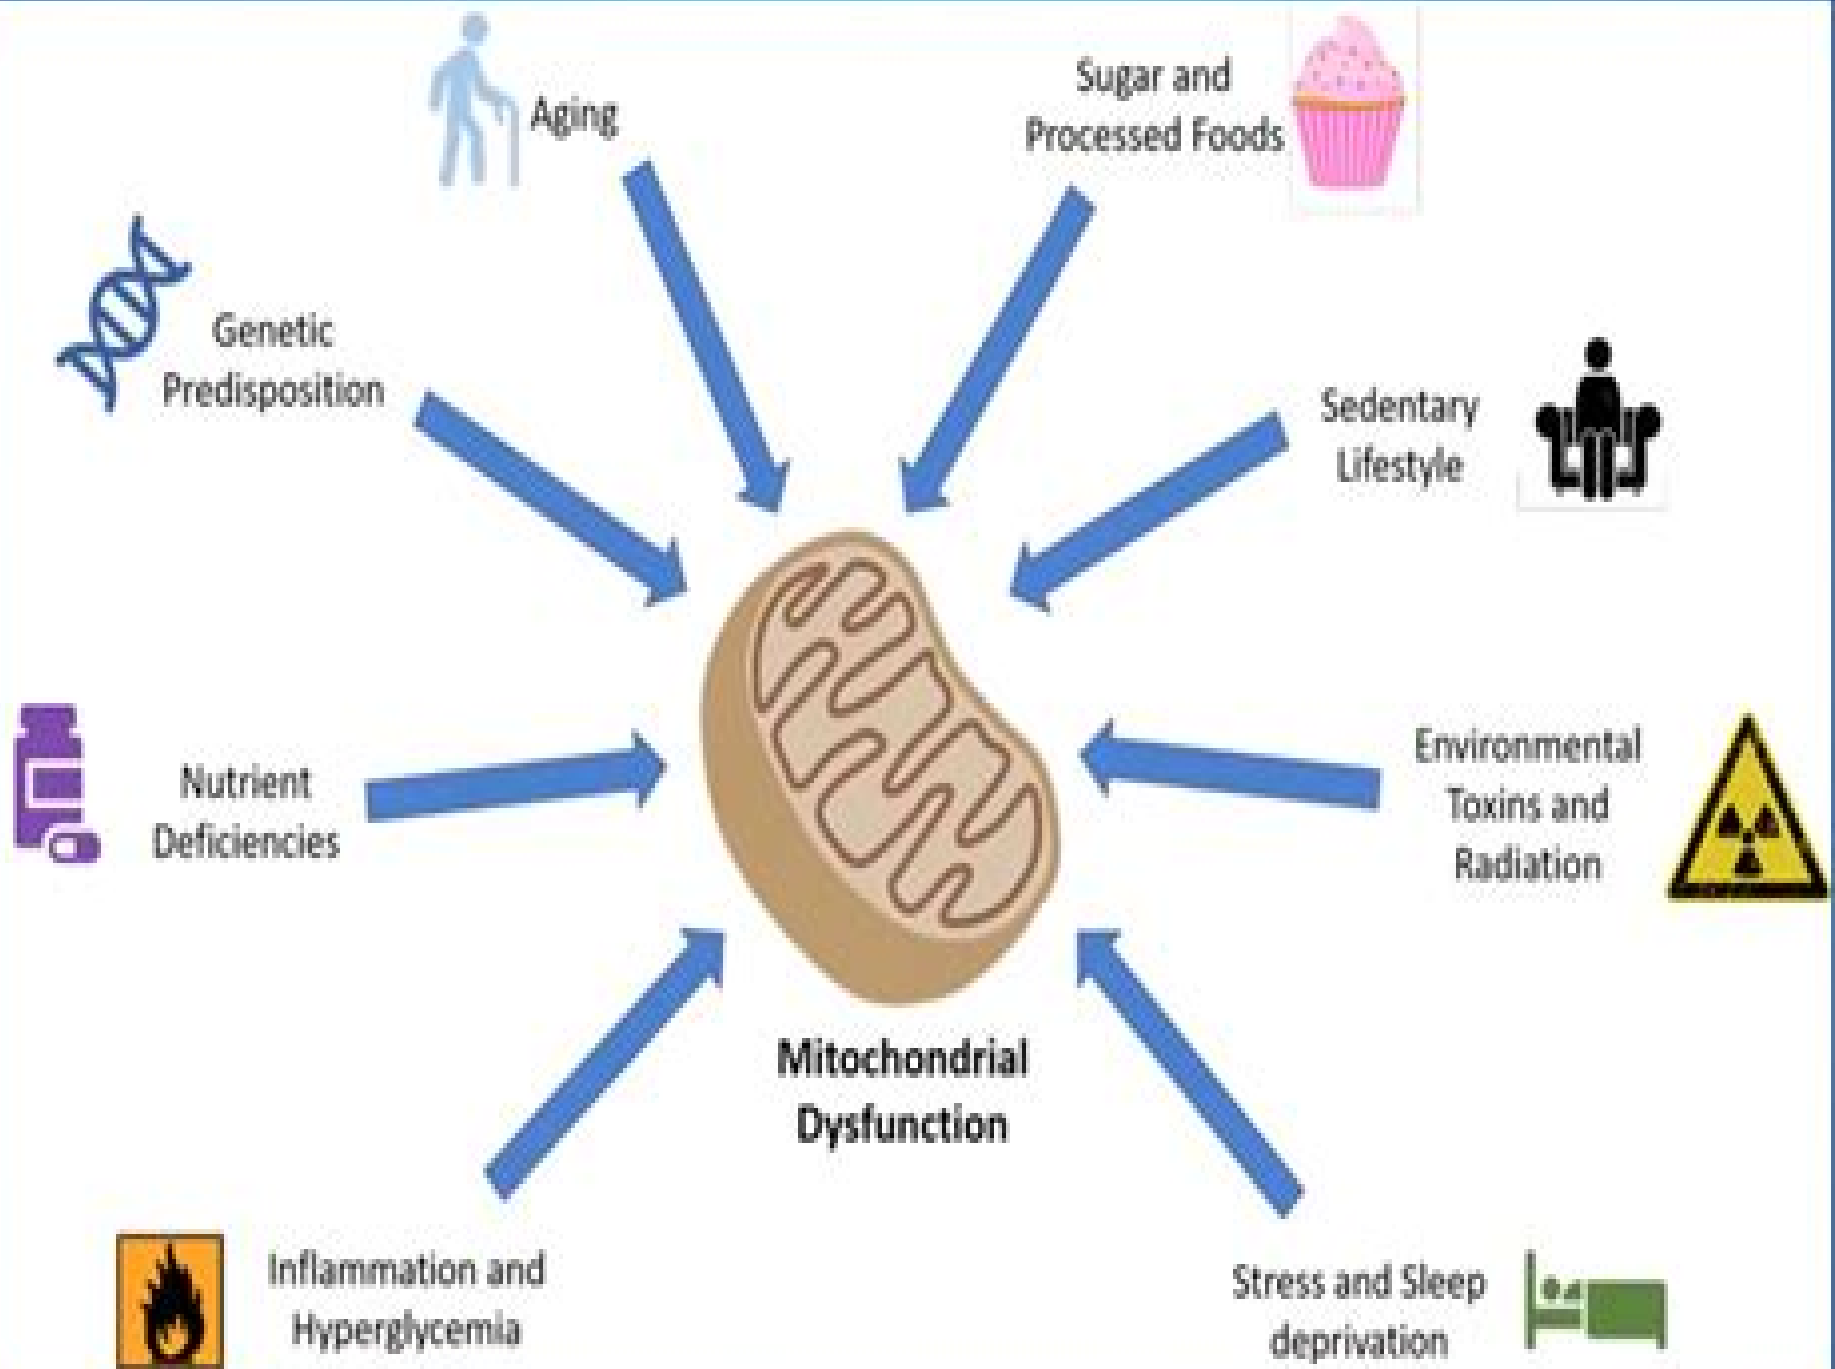 Aging
Sugar and
Processed Foods
Genetic
Predisposition
Sedentary
Lifestyle
Nutrient
Deficiencies
Environmental
Toxins and
Radiation
Mitochondrial
Dysfunction
Inflammation and
Hyperglycemia
Stress and Sleep
deprivation